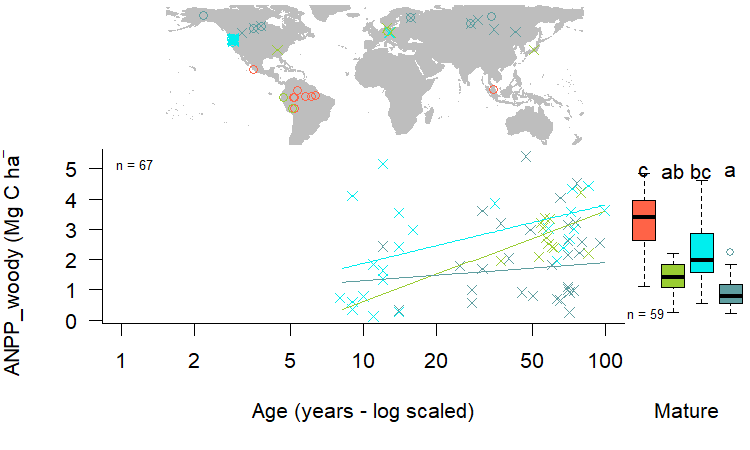 c ab bc a
n = 67
5
4
3
2
1
0
ANPP_woody (Mg C ha⁻
n = 59
1 2 5 10 20 50 100
Age (years - log scaled)
Mature